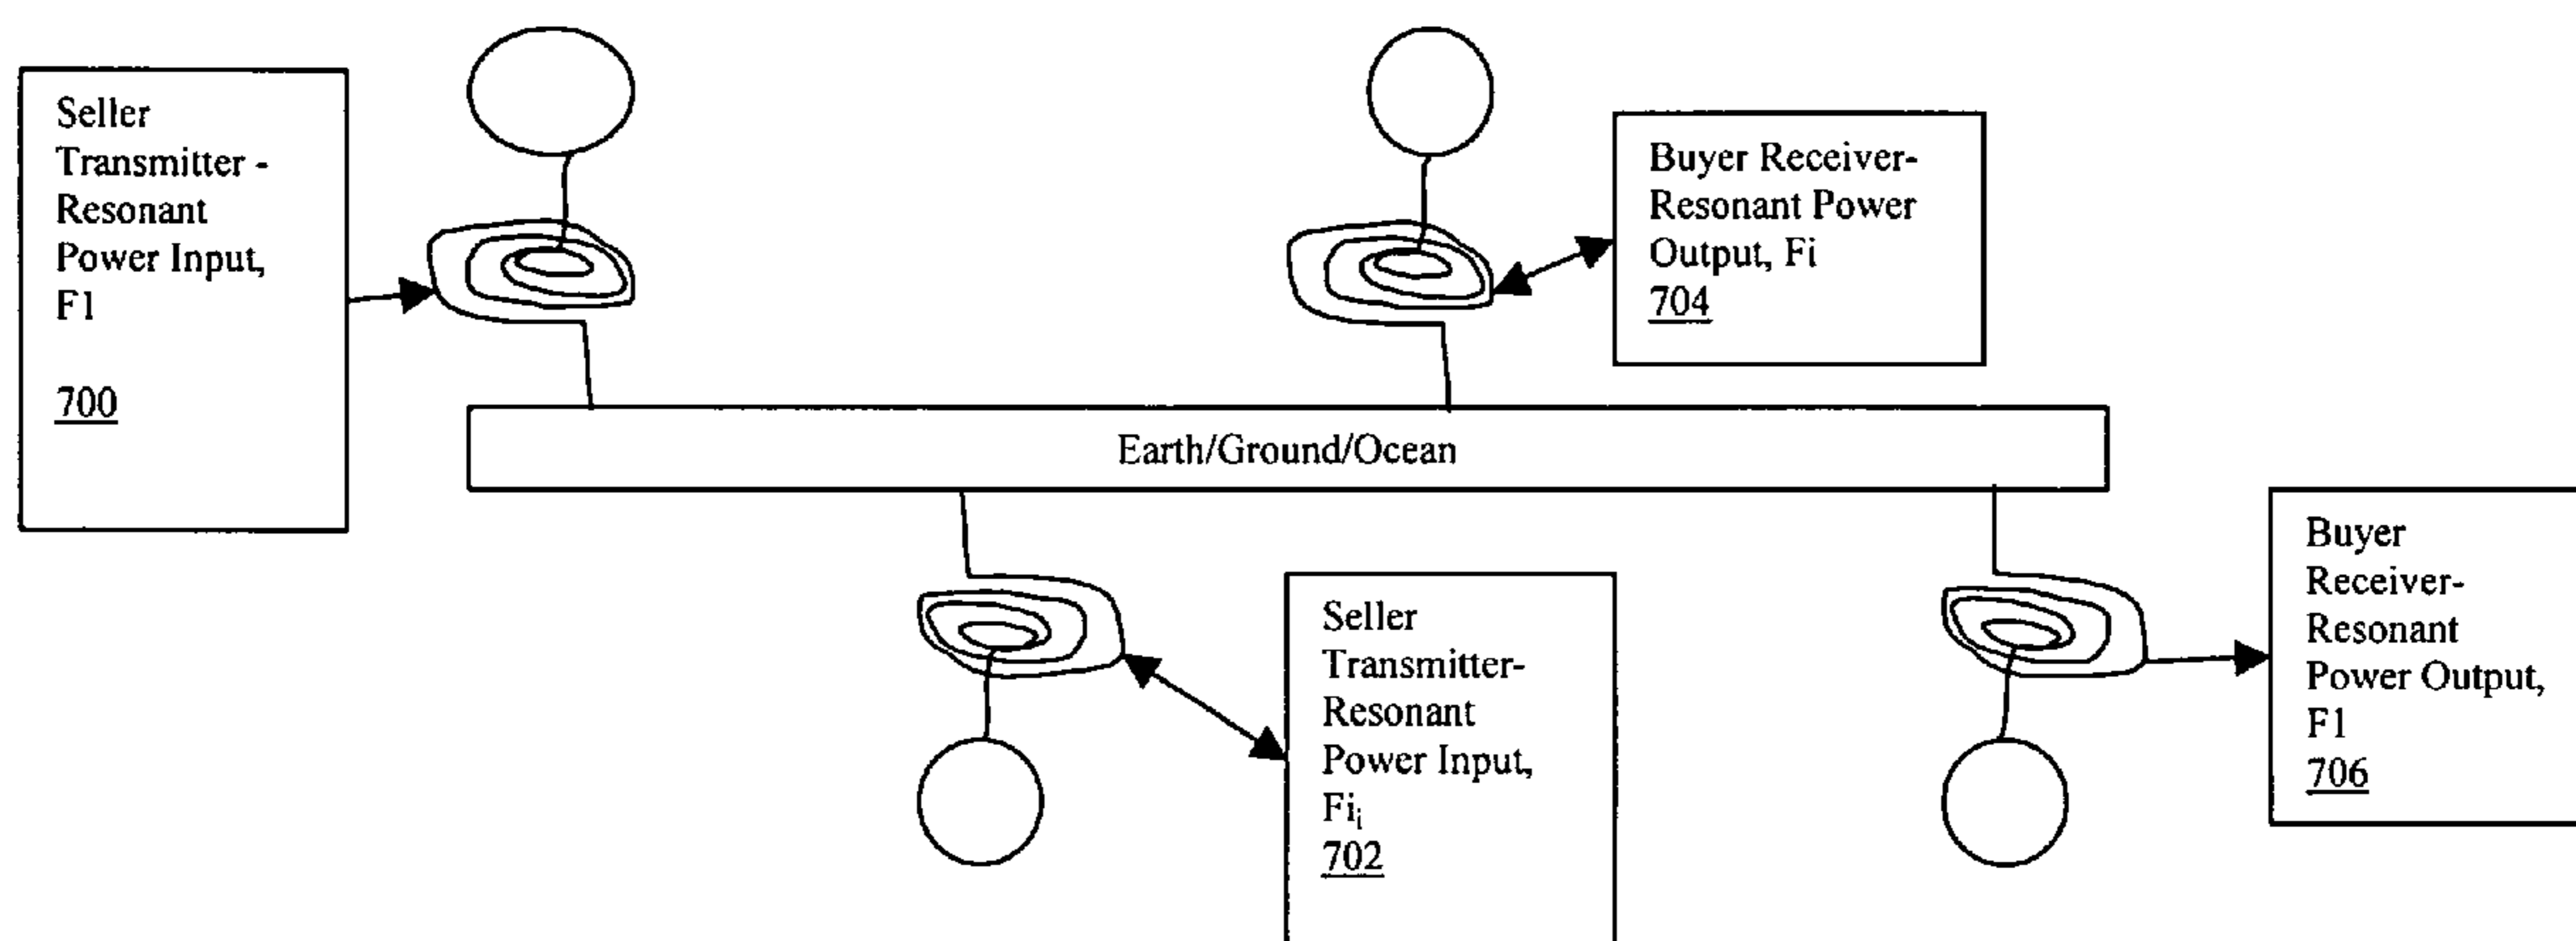 Seller
Transmitter -
Resonant
Power Input,
F1
700
Buyer Receiver-
Resonant Power
Output, Fi
704
Earth/Ground/Ocean
Seller
Transmitter-
Resonant
Power Input,
Fiᵢ
702
Buyer
Receiver-
Resonant
Power Output,
F1
706